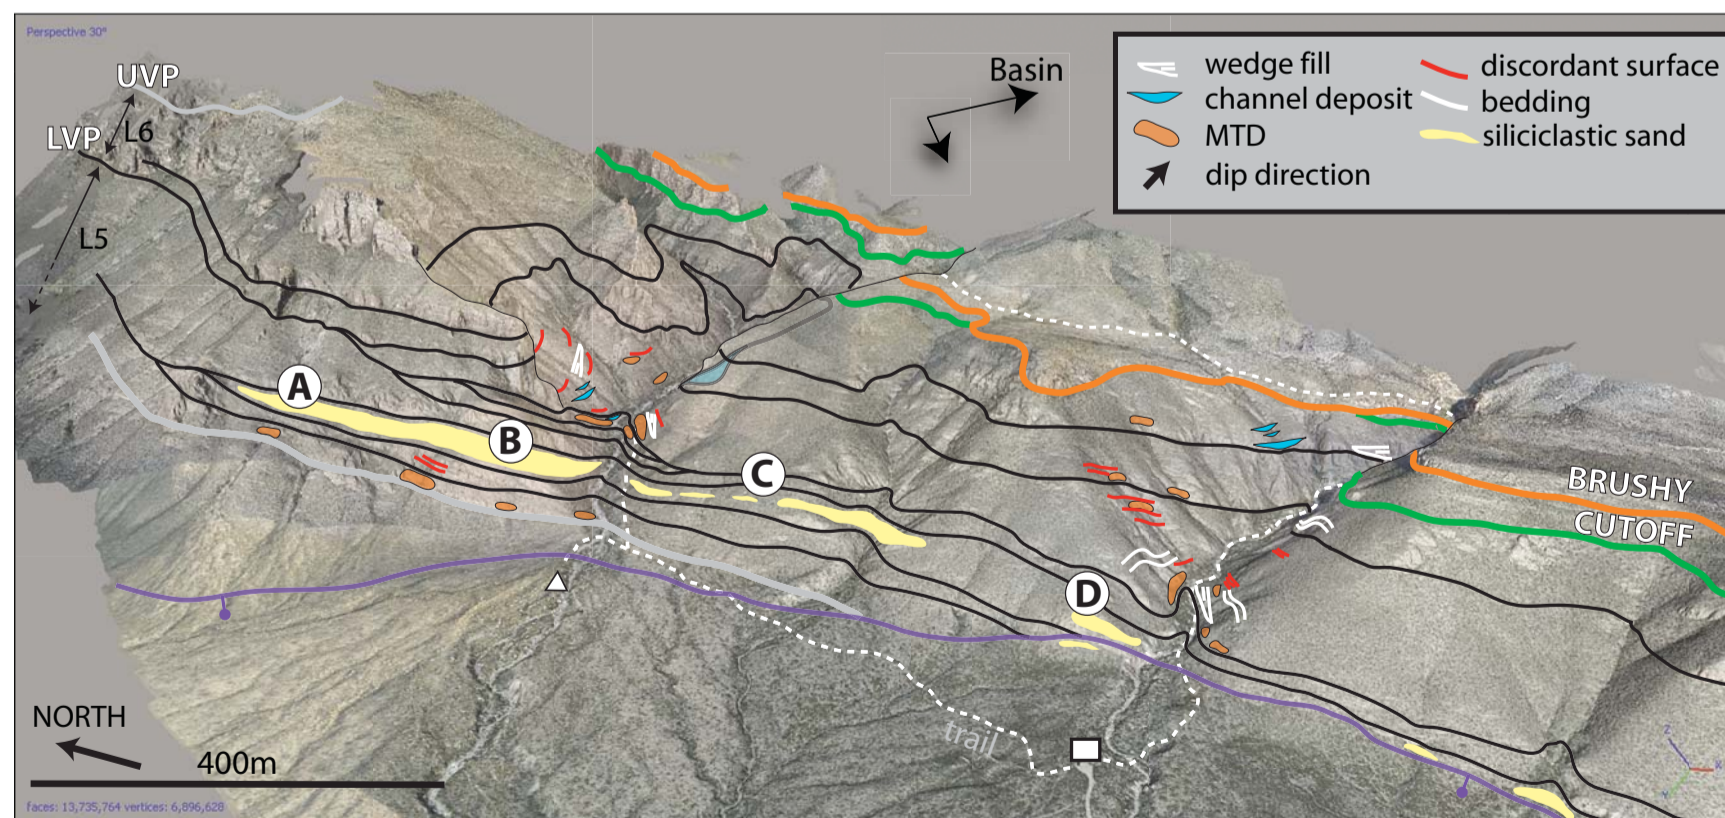 Perspective 30°
UVP
L6
LVP
L5
Basin
wedge fill
channel deposit
MTD
dip direction
discordant surface
bedding
siliciclastic sand
A
B
C
D
BRUSHY
CUTOFF
NORTH
400m
trail
Z
X
Y
faces: 13,735,764 vertices: 6,896,628